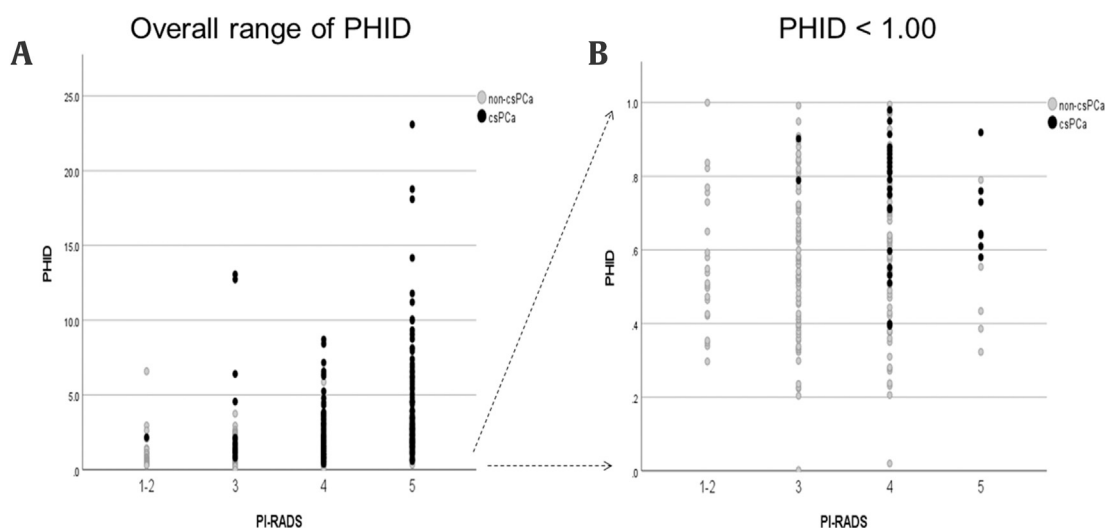 Overall range of PHID
PHID < 1.00
A
B
25.0
20.0
15.0
10.0
5.0
.0
PHID
1-2
3
4
5
PI-RADS
non-csPCa
csPCa
1.0
.8
.6
.4
.2
.0
PHID
1-2
3
4
5
PI-RADS
non-csPCa
csPCa